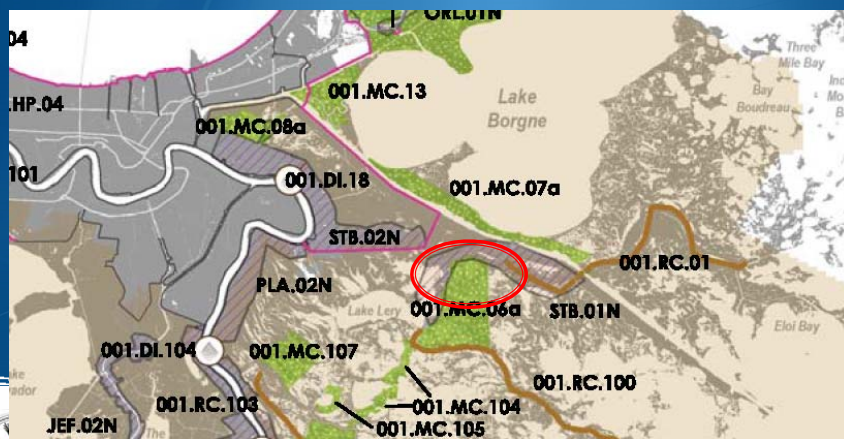 ORL.01N
04
Three
Mile Bay
001.MC.13
Lake
Borgne
Bay
Boudreau
.HP.04
001.MC.08a
101
001.DI.18
001.MC.07a
STB.02N
001.RC.01
PLA.02N
Lake Lery
001.MC.06a
STB.01N
Eloi Bay
001.DI.104
001.MC.107
001.RC.100
001.RC.103
001.MC.104
JEF.02N
001.MC.105